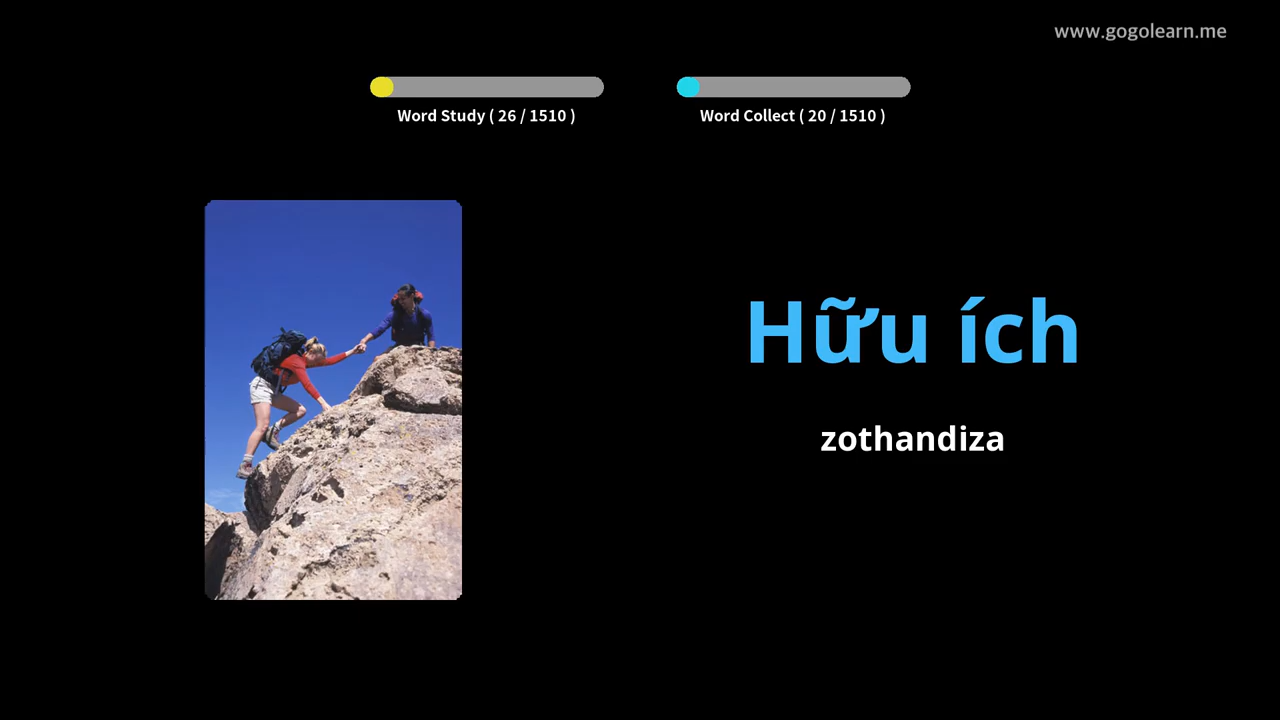 www.gogolearn.me
Word Study ( 26 / 1510 )
Word Collect ( 20 / 1510 )
Hữu ích
zothandiza